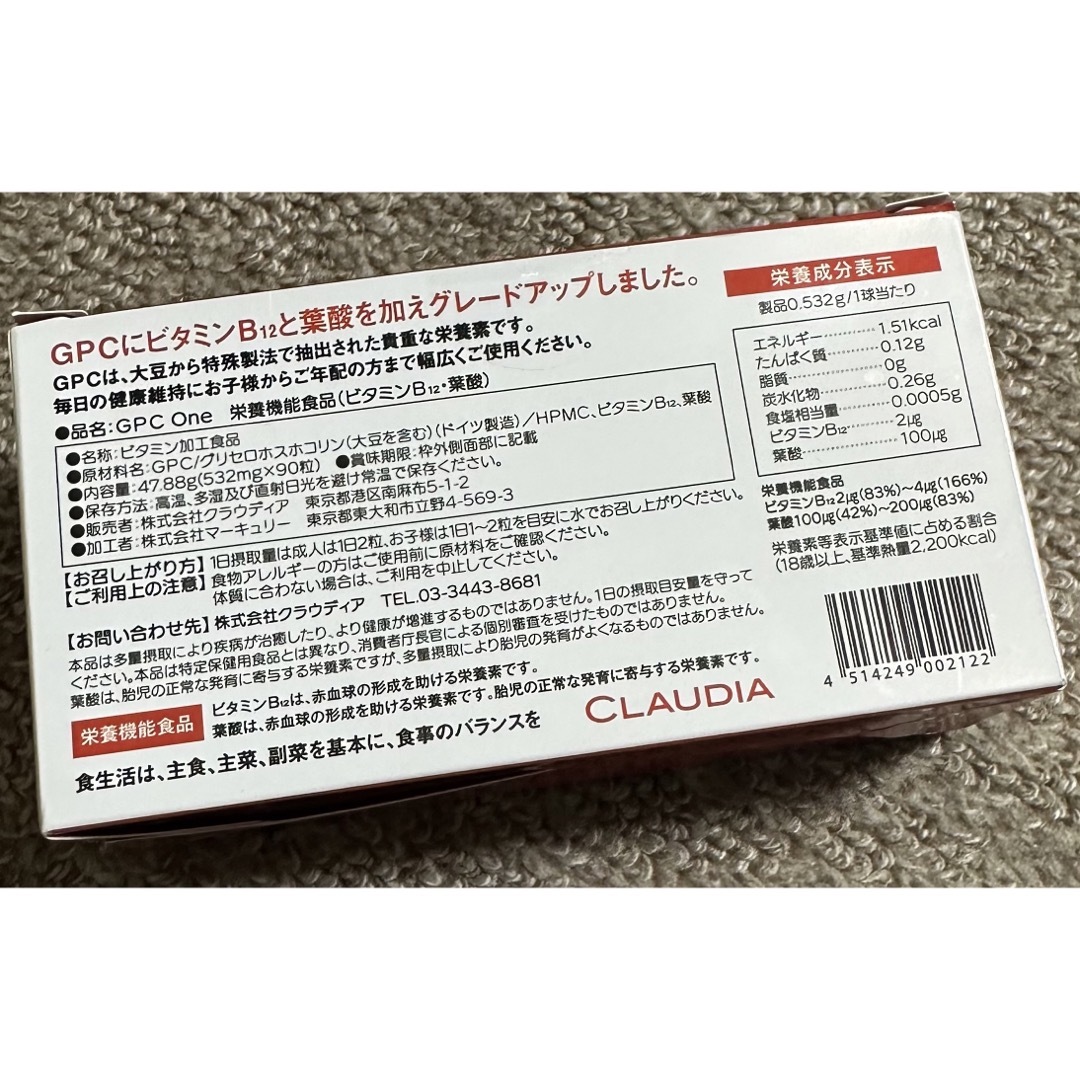 GPCにビタミンB12と葉酸を加えグレードアップしました。
GPCは、大豆から特殊製法で抽出された貴重な栄養素です。
毎日の健康維持にお子様からご年配の方まで幅広くご使用ください。
●品名:GPC One 栄養機能食品(ビタミンB12・葉酸)
●名称:ビタミン加工食品
●原材料名:GPC/グリセロホスホコリン(大豆を含む)(ドイツ製造)/HPMC、ビタミンB12、葉酸
●内容量:47.88g(532mg×90粒) ●賞味期限:枠外側面部に記載
●保存方法:高温、多湿及び直射日光を避け常温で保存ください。
●販売者:株式会社クラウディア 東京都港区南麻布5-1-2
●加工者:株式会社マーキュリー 東京都東大和市立野4-569-3
【お召し上がり方】1日摂取量は成人は1日2粒、お子様は1日1〜2粒を目安に水でお召し上がりください。
【ご利用上の注意】食物アレルギーの方はご使用前に原材料をご確認ください。
体質に合わない場合は、ご利用を中止してください。
【お問い合わせ先】株式会社クラウディア TEL.03-3443-8681
本品は多量摂取により疾病が治癒したり、より健康が増進するものではありません。1日の摂取目安量を守って
ください。本品は特定保健用食品とは異なり、消費者庁長官による個別審査を受けたものではありません。
葉酸は、胎児の正常な発育に寄与する栄養素ですが、多量摂取により胎児の発育がよくなるものではありません。
栄養機能食品
ビタミンB12は、赤血球の形成を助ける栄養素です。
葉酸は、赤血球の形成を助ける栄養素です。胎児の正常な発育に寄与する栄養素です。
食生活は、主食、主菜、副菜を基本に、食事のバランスを
CLAUDIA
栄養成分表示
製品0.532g/1球当たり
エネルギー…1.51kcal
たんぱく質…0.12g
脂質…0g
炭水化物…0.26g
食塩相当量…0.0005g
ビタミンB12…2μg
葉酸…100μg
栄養機能食品
ビタミンB12 2μg(83%)〜4μg(166%)
葉酸100μg(42%)〜200μg(83%)
栄養素等表示基準値に占める割合
(18歳以上、基準熱量2,200kcal)
4 514249 002122